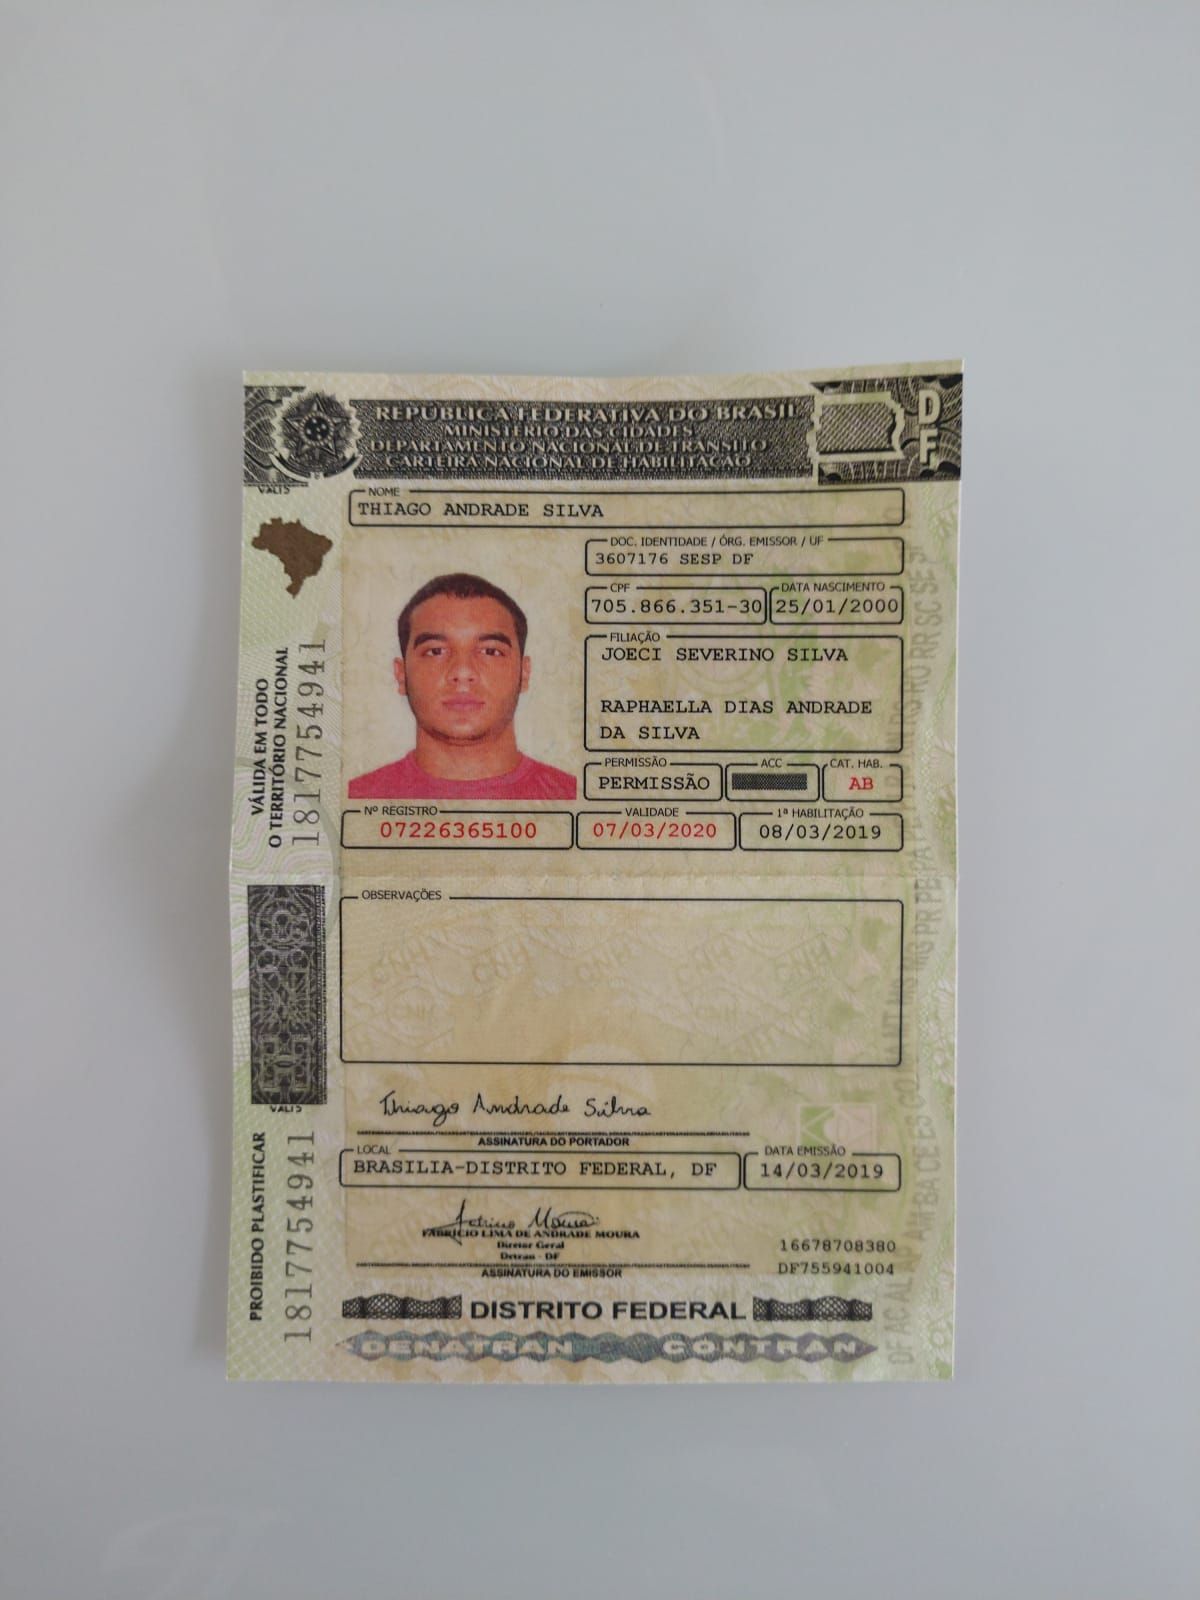 REPÚBLICA FEDERATIVA DO BRASIL
MINISTÉRIO DAS CIDADES
DEPARTAMENTO NACIONAL DE TRÂNSITO
CARTEIRA NACIONAL DE HABILITAÇÃO
DF
VALID
NOME
THIAGO ANDRADE SILVA
DOC. IDENTIDADE / ÓRG. EMISSOR / UF
3607176 SESP DF
CPF
705.866.351-30
DATA NASCIMENTO
25/01/2000
FILIAÇÃO
JOECI SEVERINO SILVA
RAPHAELLA DIAS ANDRADE
DA SILVA
PERMISSÃO
PERMISSÃO
ACC
CAT. HAB.
AB
Nº REGISTRO
07226365100
VALIDADE
07/03/2020
1ª HABILITAÇÃO
08/03/2019
VÁLIDA EM TODO
O TERRITÓRIO NACIONAL
1817754941
OBSERVAÇÕES
VALID
Thiago Andrade Silva
ASSINATURA DO PORTADOR
LOCAL
BRASILIA-DISTRITO FEDERAL, DF
DATA EMISSÃO
14/03/2019
FABRÍCIO LIMA DE ANDRADE MOURA
Diretor Geral
Detran - DF
ASSINATURA DO EMISSOR
16678708380
DF755941004
PROIBIDO PLASTIFICAR
1817754941
DISTRITO FEDERAL
DENATRAN CONTRAN